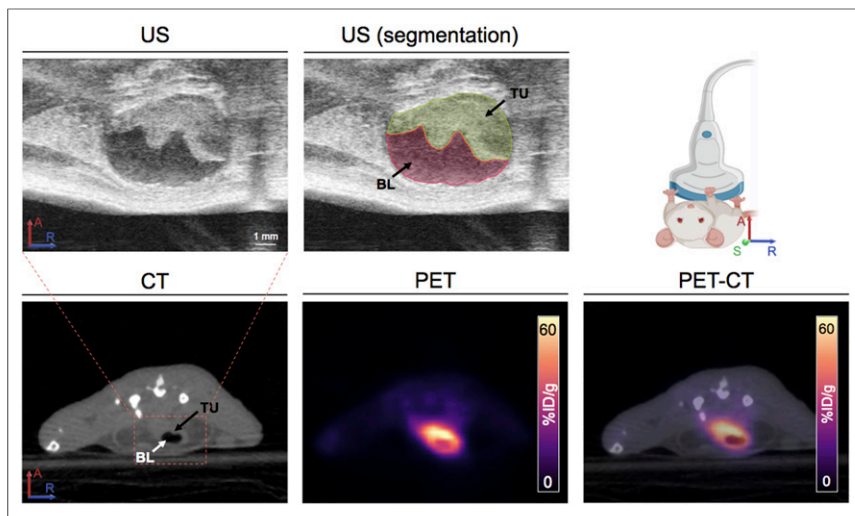 US
US (segmentation)
TU
BL
A
R
1 mm
A
S
R
CT
PET
PET-CT
TU
BL
A
R
60
%ID/g
0
60
%ID/g
0